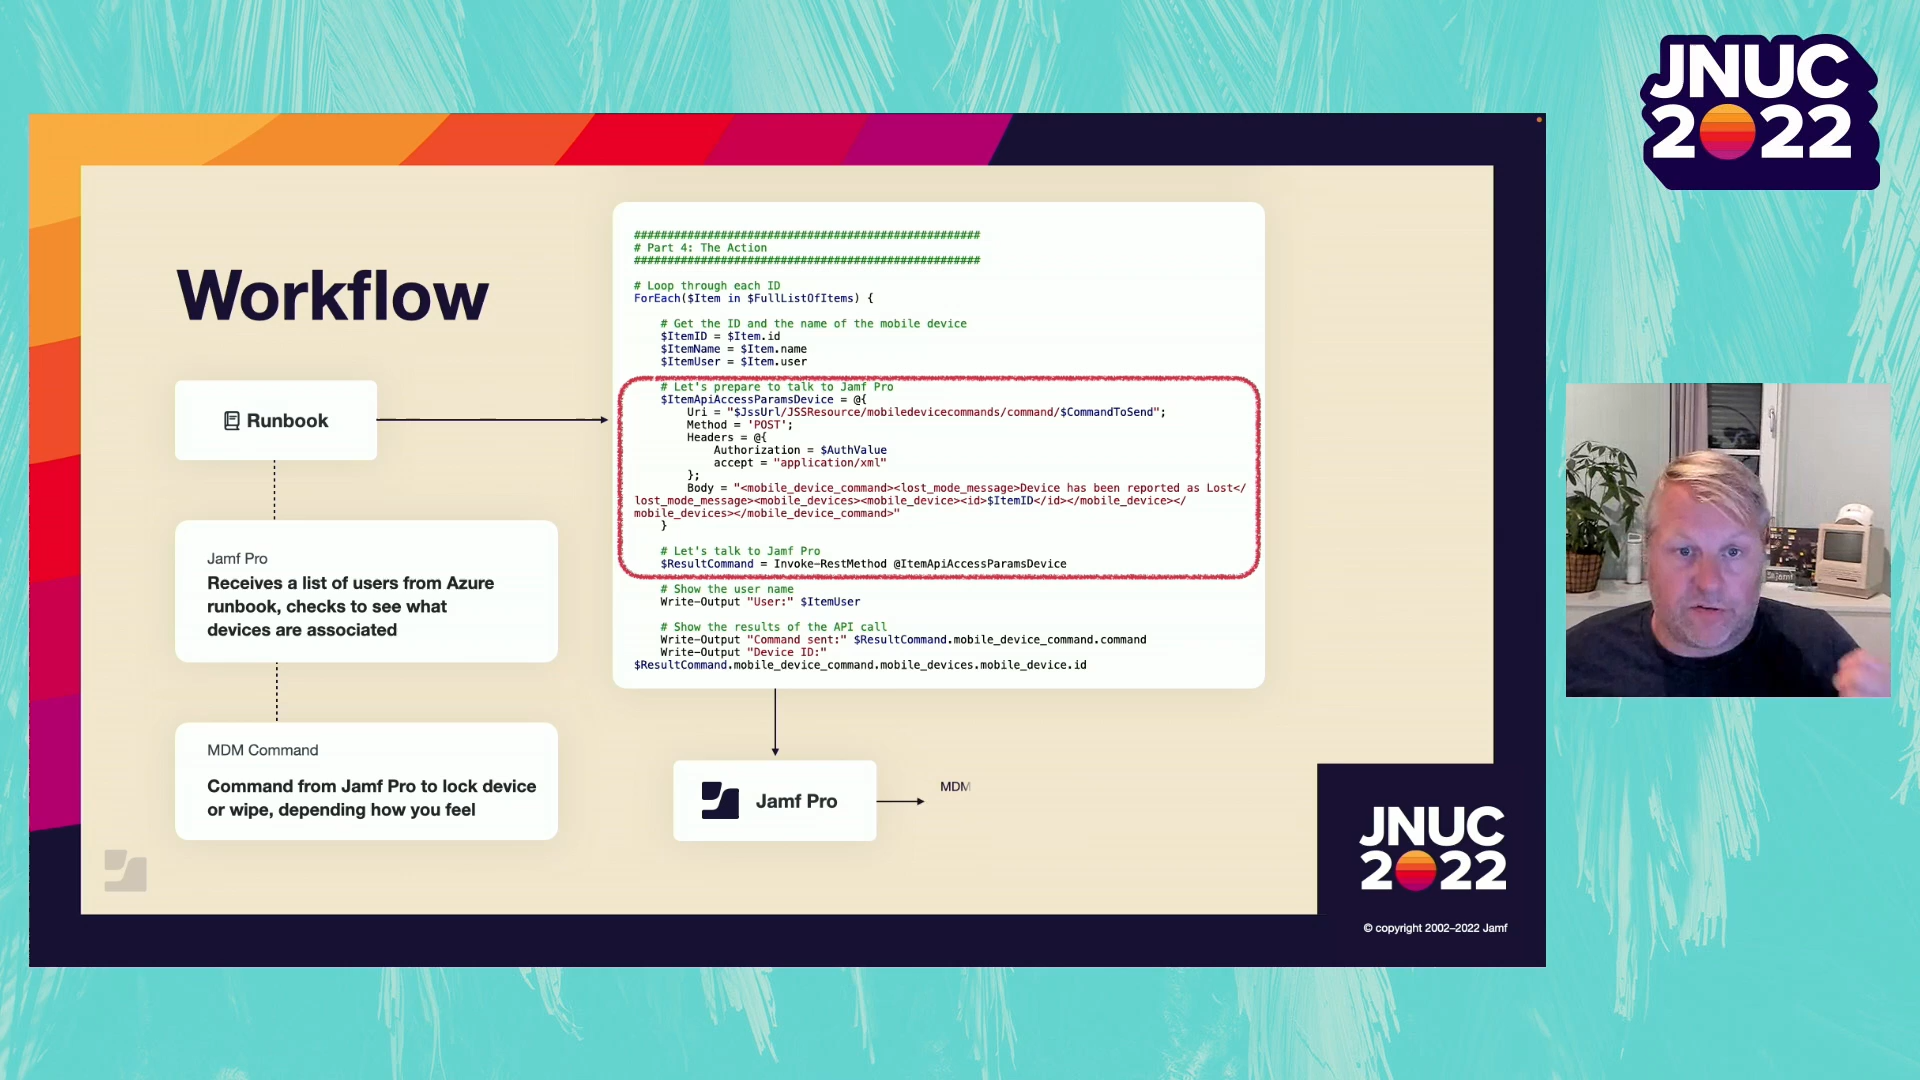 JNUC
2022
Workflow
Runbook
Jamf Pro
Receives a list of users from Azure
runbook, checks to see what
devices are associated
MDM Command
Command from Jamf Pro to lock device
or wipe, depending how you feel
####################################################
# Part 4: The Action
####################################################
# Loop through each ID
ForEach($Item in $FullListOfItems) {
# Get the ID and the name of the mobile device
$ItemID = $Item.id
$ItemName = $Item.name
$ItemUser = $Item.user
# Let's prepare to talk to Jamf Pro
$ItemApiAccessParamsDevice = @{
Uri = "$JssUrl/JSSResource/mobiledevicecommands/command/$CommandToSend";
Method = 'POST';
Headers = @{
Authorization = $AuthValue
accept = "application/xml"
};
Body = "<mobile_device_command><lost_mode_message>Device has been reported as Lost</
lost_mode_message><mobile_devices><mobile_device><id>$ItemID</id></mobile_device></
mobile_devices></mobile_device_command>"
}
# Let's talk to Jamf Pro
$ResultCommand = Invoke-RestMethod @ItemApiAccessParamsDevice
# Show the user name
Write-Output "User:" $ItemUser
# Show the results of the API call
Write-Output "Command sent:" $ResultCommand.mobile_device_command.command
Write-Output "Device ID:"
$ResultCommand.mobile_device_command.mobile_devices.mobile_device.id
Jamf Pro
MDM
JNUC
2022
© copyright 2002–2022 Jamf